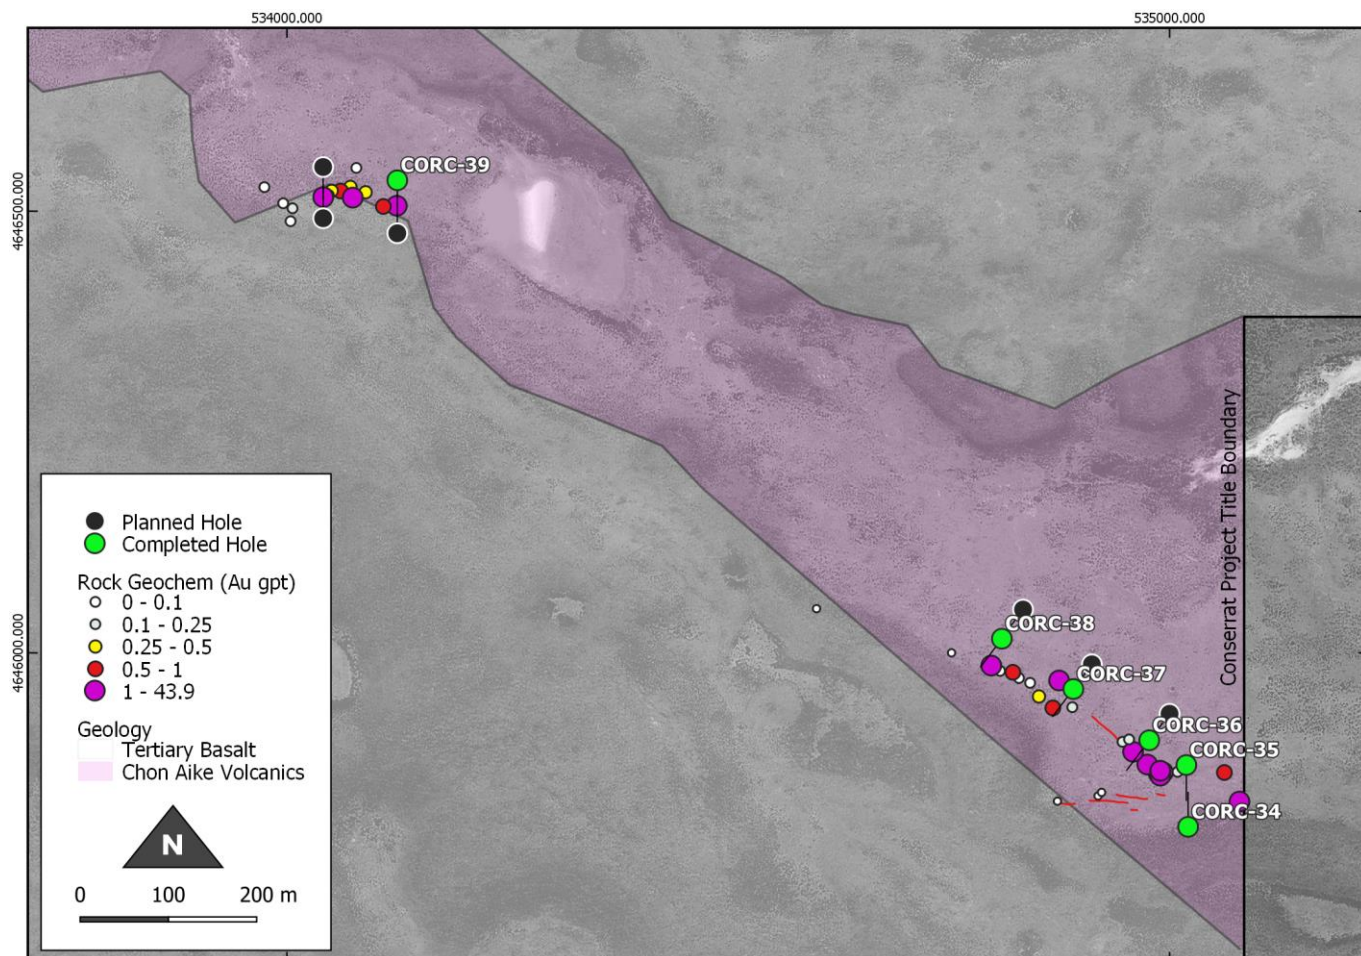 534000.000
535000.000
4646500.000
4646000.000
CORC-39
CORC-38
CORC-37
CORC-36
CORC-35
CORC-34
Conserrat Project Title Boundary
Planned Hole
Completed Hole
Rock Geochem (Au gpt)
0 - 0.1
0.1 - 0.25
0.25 - 0.5
0.5 - 1
1 - 43.9
Geology
Tertiary Basalt
Chon Aike Volcanics
N
0 100 200 m